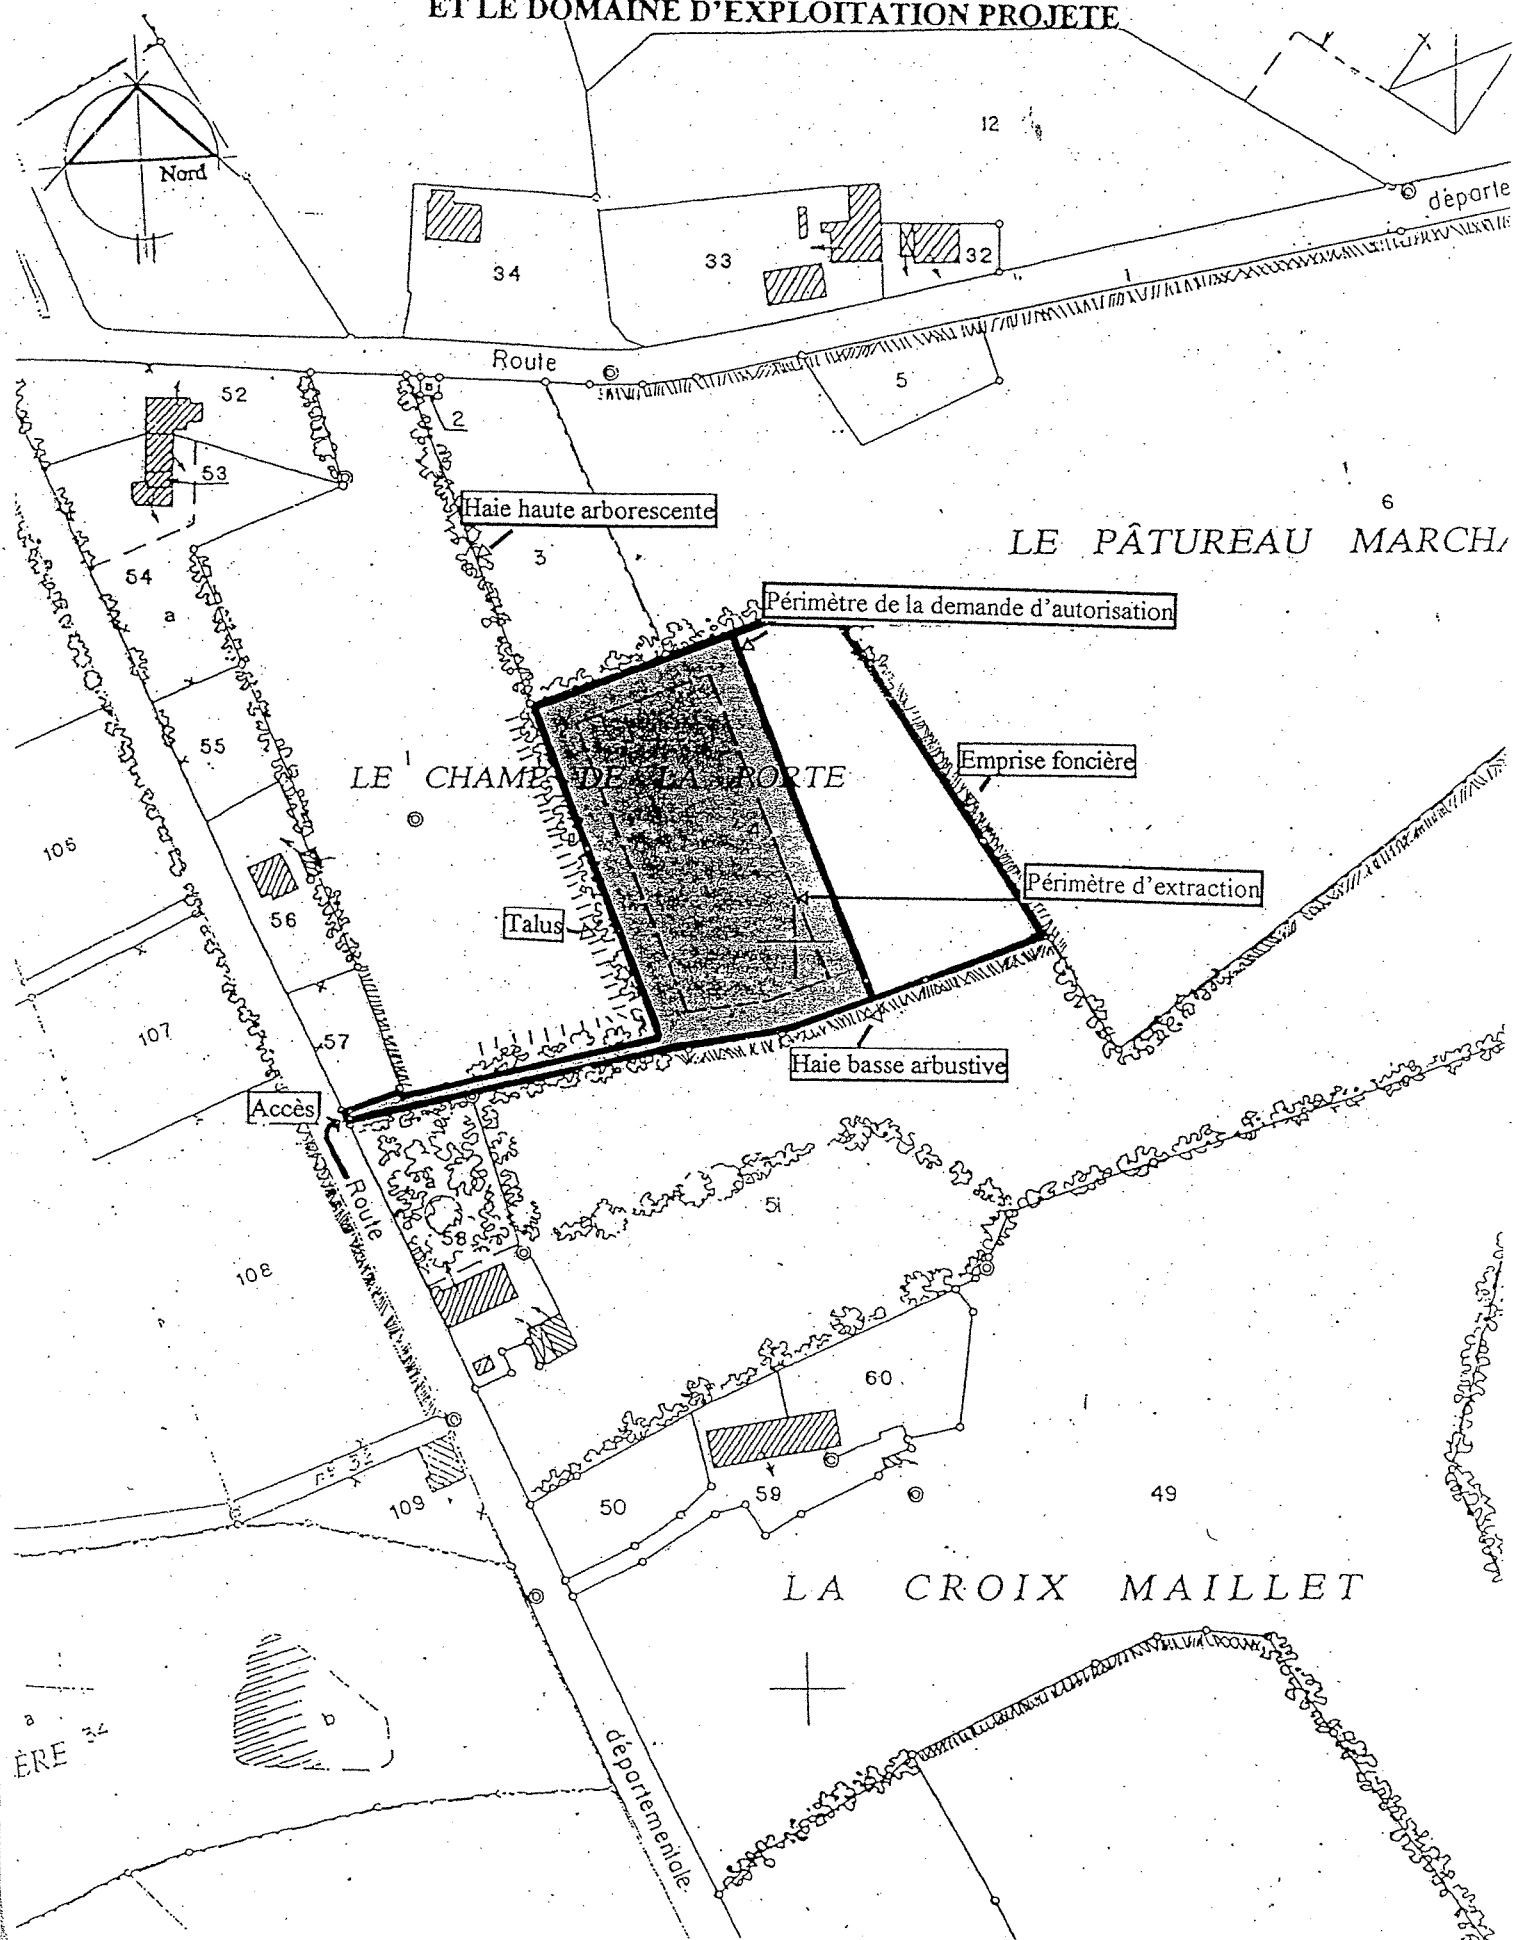 ET LE DOMAINE D'EXPLOITATION PROJETE
12
Nord
départe
34
33
32
1
Route
5
52
2
53
6
Haie haute arborescente
LE PÂTUREAU MARCHA
3
54
a
Périmètre de la demande d'autorisation
55
1
Emprise foncière
LE CHAMP DE LA PORTE
106
Périmètre d'extraction
56
Talus
107
57
Haie basse arbustive
Accès
Route
51
58
108
60
109
50
59
49
LA CROIX MAILLET
a
b
34
ÈRE
départementale